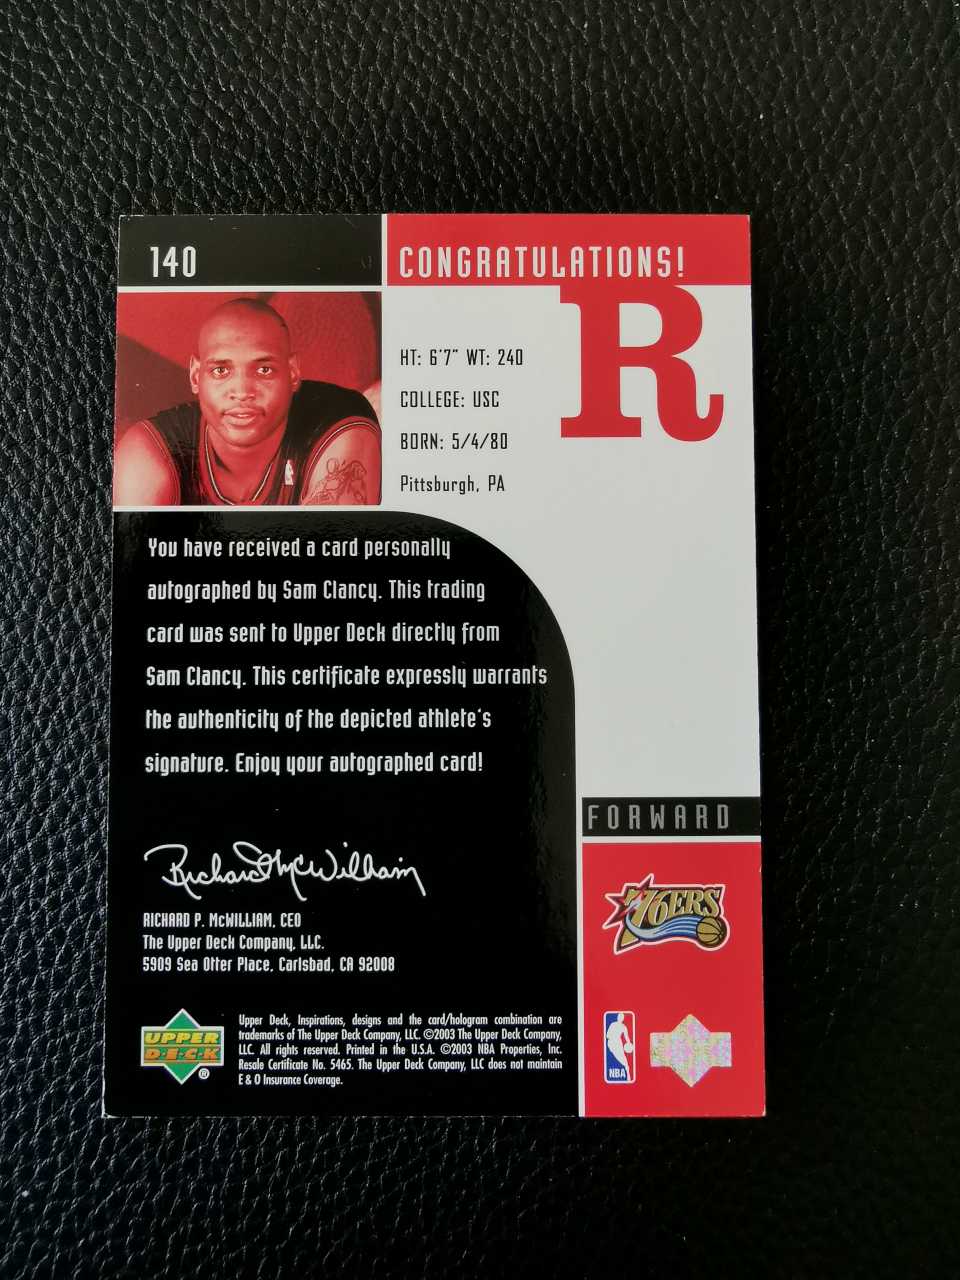 140
CONGRATULATIONS!
R
HT: 6'7" WT: 240
COLLEGE: USC
BORN: 5/4/80
Pittsburgh, PA
You have received a card personally
autographed by Sam Clancy. This trading
card was sent to Upper Deck directly from
Sam Clancy. This certificate expressly warrants
the authenticity of the depicted athlete's
signature. Enjoy your autographed card!
FORWARD
Richard McWilliam
RICHARD P. McWILLIAM, CEO
The Upper Deck Company, LLC.
5909 Sea Otter Place, Carlsbad, CA 92008
76ERS
UPPER
DECK
®
Upper Deck, Inspirations, designs and the card/hologram combination are
trademarks of The Upper Deck Company, LLC. ©2003 The Upper Deck Company,
LLC. All rights reserved. Printed in the U.S.A. ©2003 NBA Properties, Inc.
Resale Certificate No. 5465. The Upper Deck Company, LLC does not maintain
E & O Insurance Coverage.
NBA